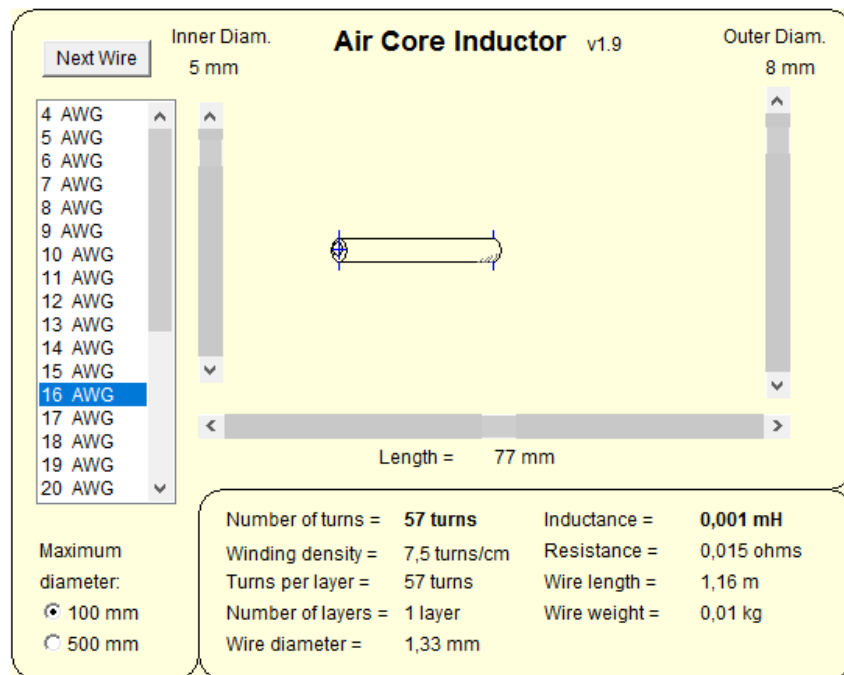 Next Wire
Inner Diam.
5 mm
Air Core Inductor v1.9
Outer Diam.
8 mm
4 AWG
5 AWG
6 AWG
7 AWG
8 AWG
9 AWG
10 AWG
11 AWG
12 AWG
13 AWG
14 AWG
15 AWG
16 AWG
17 AWG
18 AWG
19 AWG
20 AWG
Length = 77 mm
Maximum
diameter:
100 mm
500 mm
Number of turns = 57 turns
Winding density = 7,5 turns/cm
Turns per layer = 57 turns
Number of layers = 1 layer
Wire diameter = 1,33 mm
Inductance = 0,001 mH
Resistance = 0,015 ohms
Wire length = 1,16 m
Wire weight = 0,01 kg